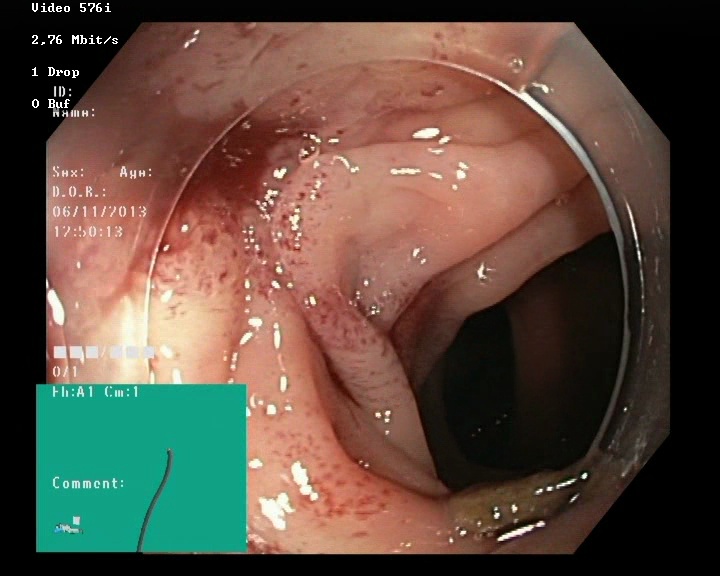 Video 576i
2,76 Mbit/s
1 Drop
ID:
0 Buf
Name:
Sex: Age:
D.O.B.:
06/11/2013
12:50:13
0/1
Eh:A1 Cm:1
Comment: